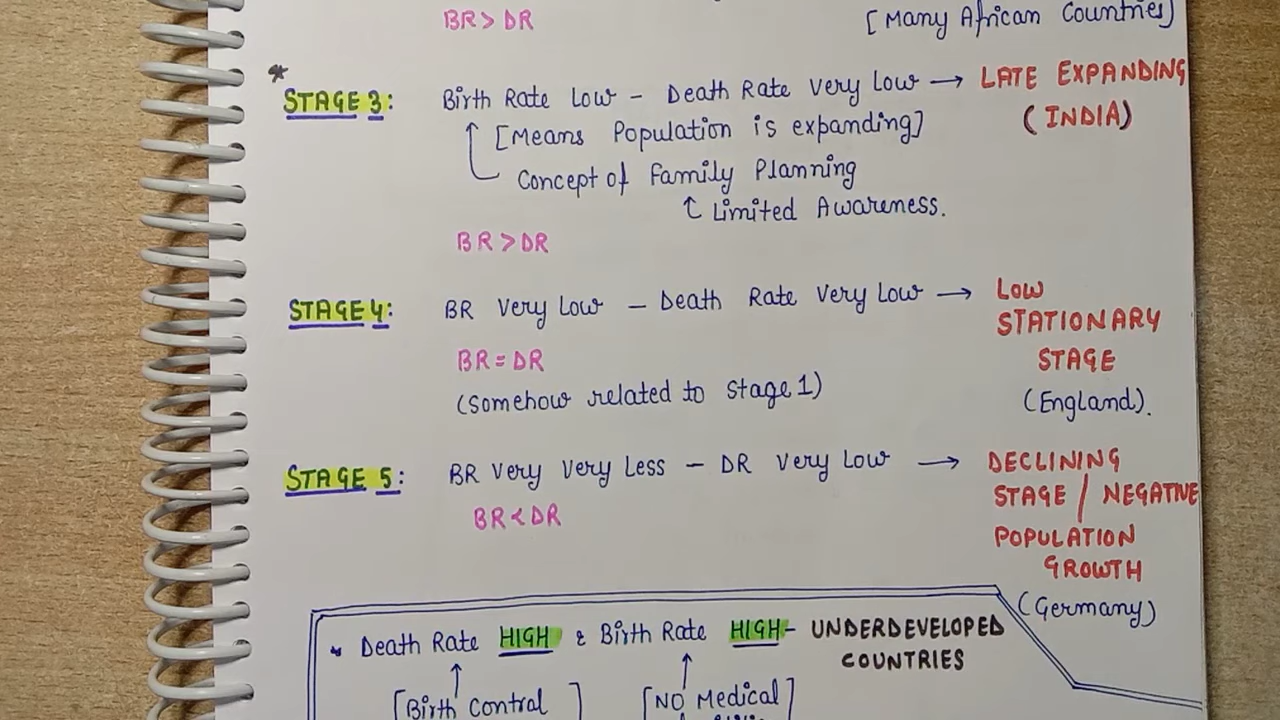 BR > DR [Many African Countries]
* STAGE 3: Birth Rate Low - Death Rate Very Low → LATE EXPANDING
[Means Population is expanding] (INDIA)
Concept of Family Planning
Limited Awareness.
BR > DR
STAGE 4: BR Very Low - Death Rate Very Low → LOW
STATIONARY
BR = DR STAGE
(Somehow related to Stage 1) (England).
STAGE 5: BR Very Very Less - DR Very Low → DECLINING
STAGE / NEGATIVE
BR < DR POPULATION
GROWTH
(Germany)
Death Rate HIGH & Birth Rate HIGH - UNDERDEVELOPED
COUNTRIES
[Birth Control ] [NO Medical ]